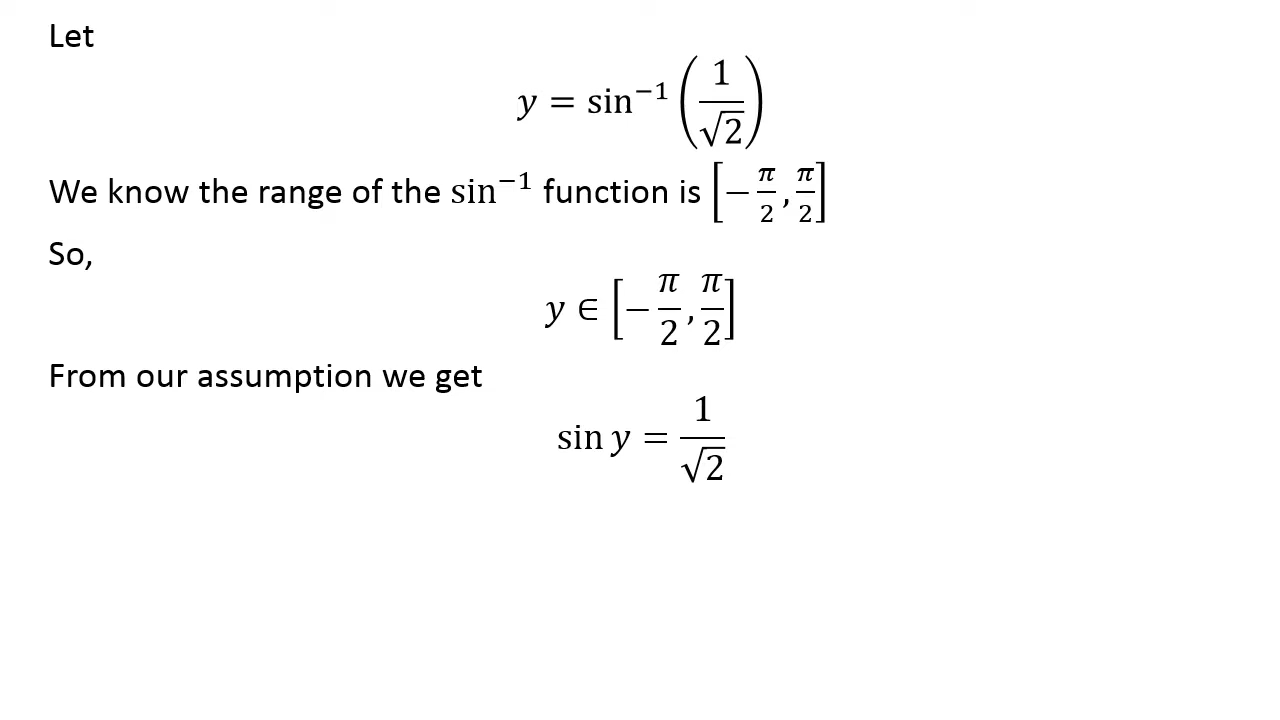 Let
y = sin⁻¹ (1/√2)
We know the range of the sin⁻¹ function is [−π/2, π/2]
So,
y ∈ [−π/2, π/2]
From our assumption we get
sin y = 1/√2